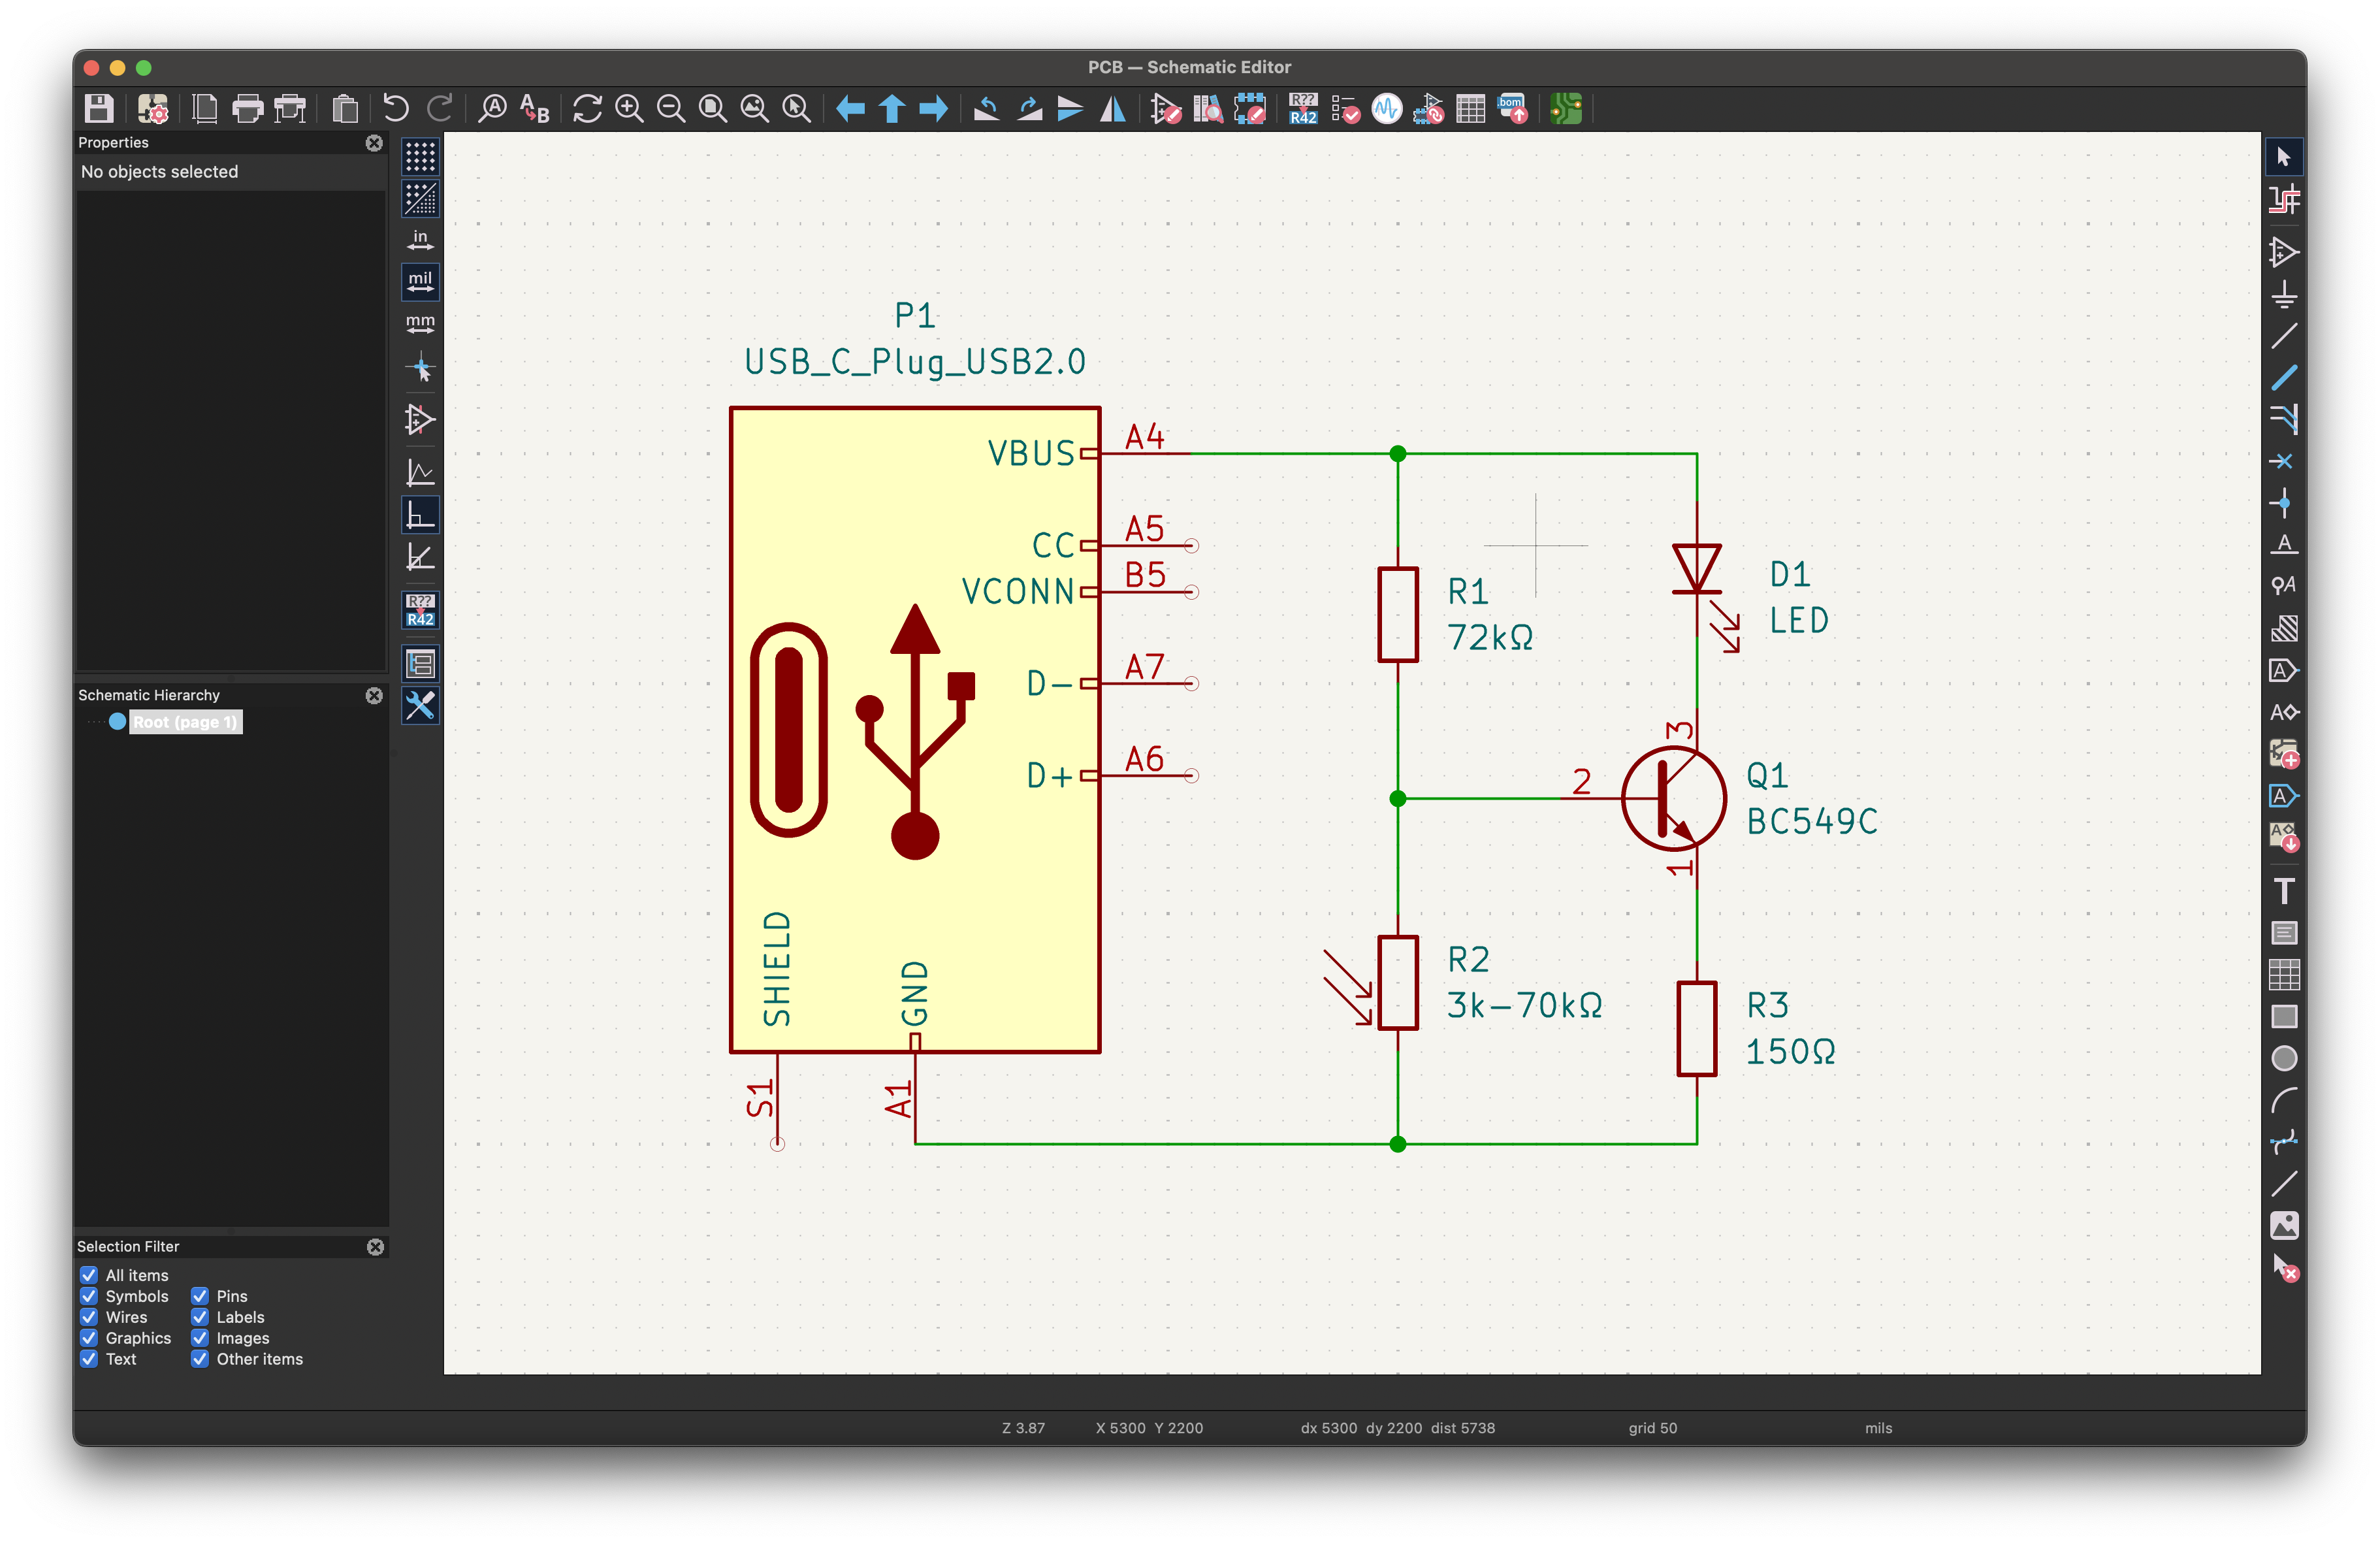 PCB — Schematic Editor
A
A B
R??
R42
.bom
Properties
No objects selected
in
mil
mm
R??
R42
Schematic Hierarchy
Root (page 1)
Selection Filter
All items
Symbols
Pins
Wires
Labels
Graphics
Images
Text
Other items
P1
USB_C_Plug_USB2.0
VBUS
A4
CC
A5
VCONN
B5
D-
A7
D+
A6
SHIELD
GND
S1
A1
R1
72kΩ
D1
LED
3
2
Q1
BC549C
1
R2
3k-70kΩ
R3
150Ω
A
A
A
A
A
A
T
Z 3.87
X 5300 Y 2200
dx 5300 dy 2200 dist 5738
grid 50
mils